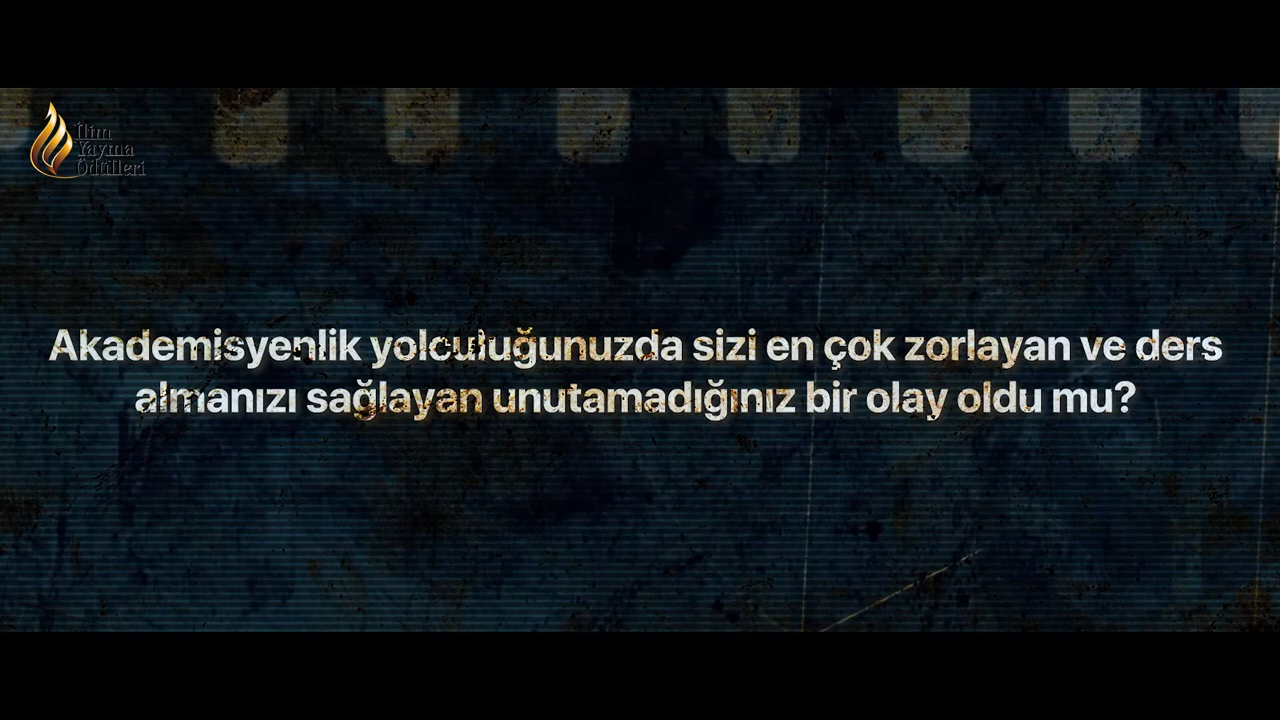 İlim
Yayma
Ödülleri
Akademisyenlik yolculuğunuzda sizi en çok zorlayan ve ders
almanızı sağlayan unutamadığınız bir olay oldu mu?